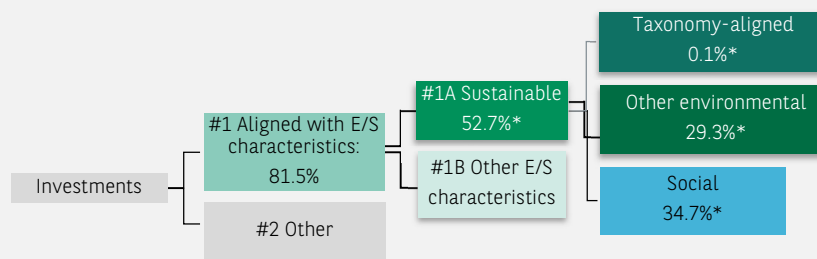 Investments
#1 Aligned with E/S
characteristics:
81.5%
#2 Other
#1A Sustainable
52.7%*
#1B Other E/S
characteristics
Taxonomy-aligned
0.1%*
Other environmental
29.3%*
Social
34.7%*